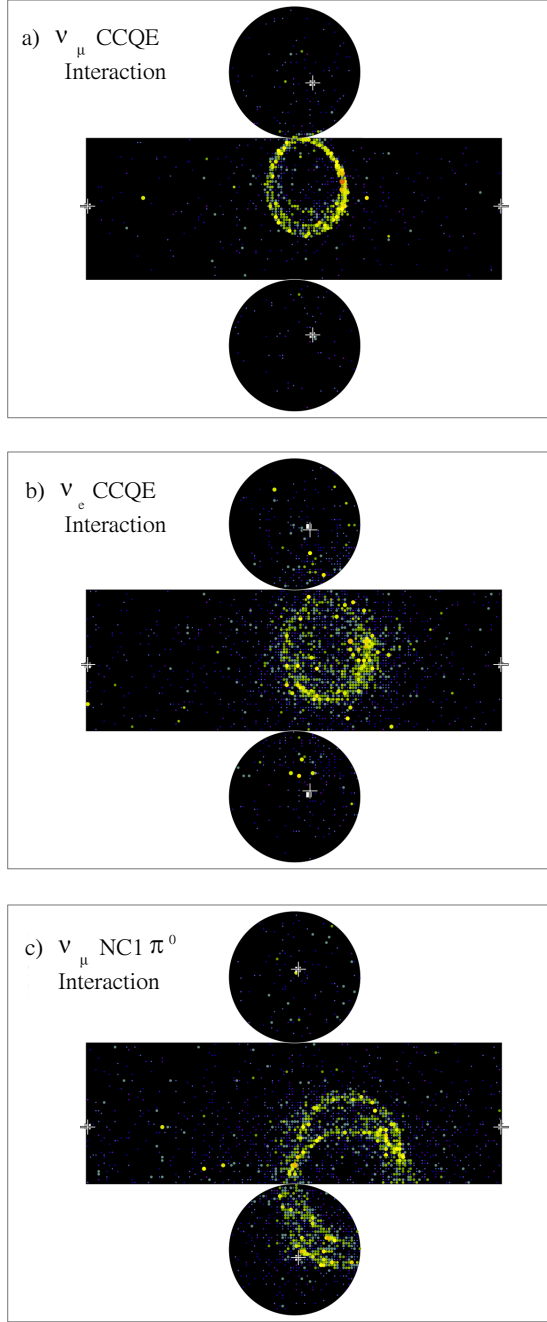 a) ν μ CCQE
Interaction
b) ν e CCQE
Interaction
c) ν μ NC1 π 0
Interaction